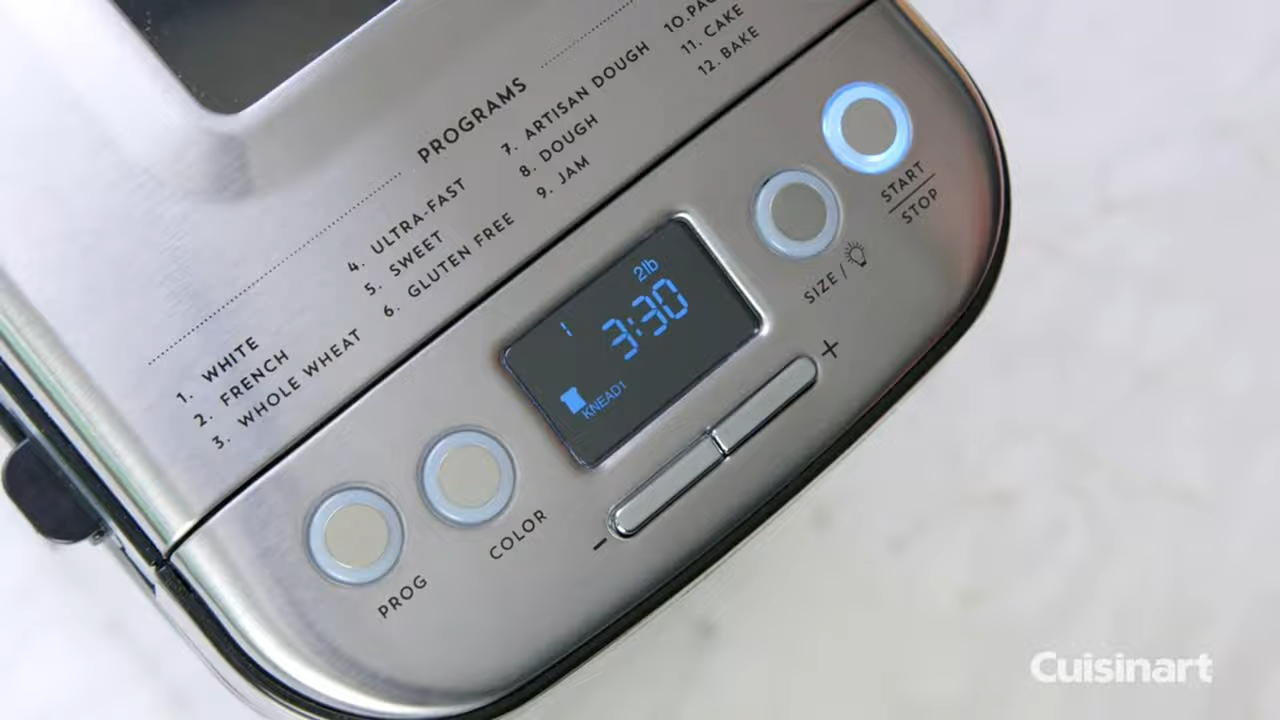 PROGRAMS
1. WHITE
2. FRENCH
3. WHOLE WHEAT
4. ULTRA-FAST
5. SWEET
6. GLUTEN FREE
7. ARTISAN DOUGH
8. DOUGH
9. JAM
10.
11. CAKE
12. BAKE
START
STOP
SIZE /
2lb
1 3:30
KNEAD1
+
-
COLOR
PROG
Cuisinart